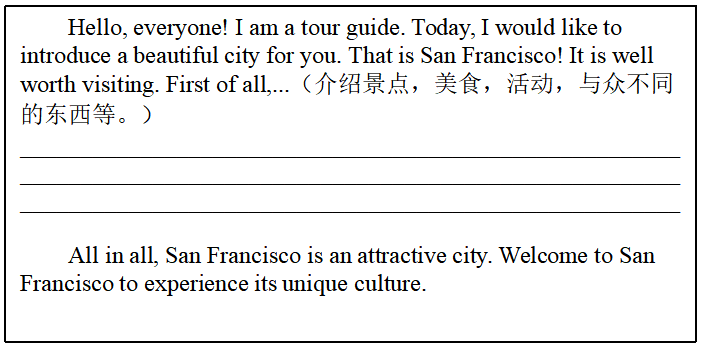 Hello, everyone! I am a tour guide. Today, I would like to
introduce a beautiful city for you. That is San Francisco! It is well
worth visiting. First of all,...（介绍景点，美食，活动，与众不同
的东西等。）
All in all, San Francisco is an attractive city. Welcome to San
Francisco to experience its unique culture.